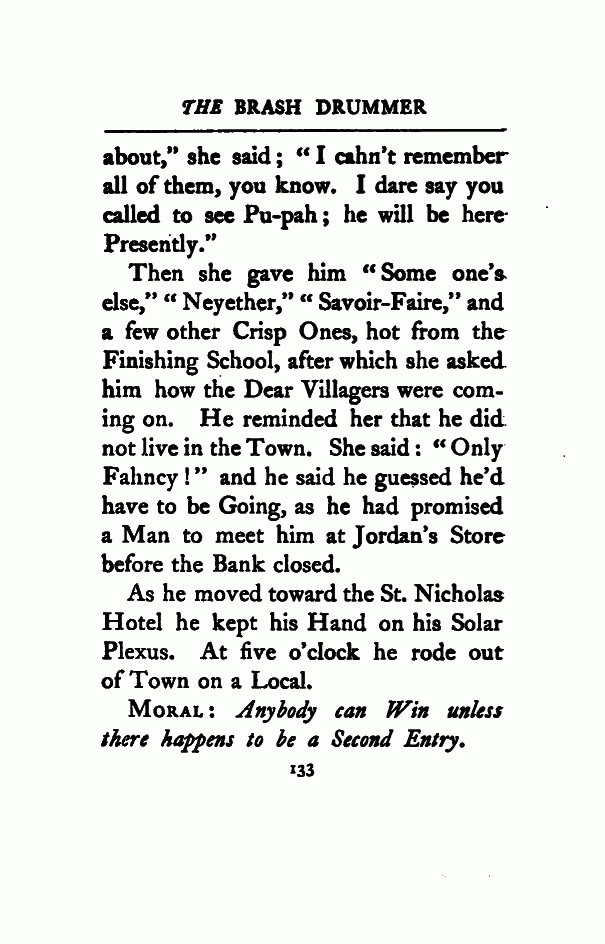 THE BRASH DRUMMER
about,” she said; “I cahn’t remember
all of them, you know. I dare say you
called to see Pu-pah; he will be here
Presently.”
Then she gave him “Some one’s
else,” “Neyether,” “Savoir-Faire,” and
a few other Crisp Ones, hot from the
Finishing School, after which she asked
him how the Dear Villagers were com-
ing on. He reminded her that he did
not live in the Town. She said: “Only
Fahncy!” and he said he guessed he’d
have to be Going, as he had promised
a Man to meet him at Jordan’s Store
before the Bank closed.
As he moved toward the St. Nicholas
Hotel he kept his Hand on his Solar
Plexus. At five o’clock he rode out
of Town on a Local.
MORAL: Anybody can Win unless
there happens to be a Second Entry.
133